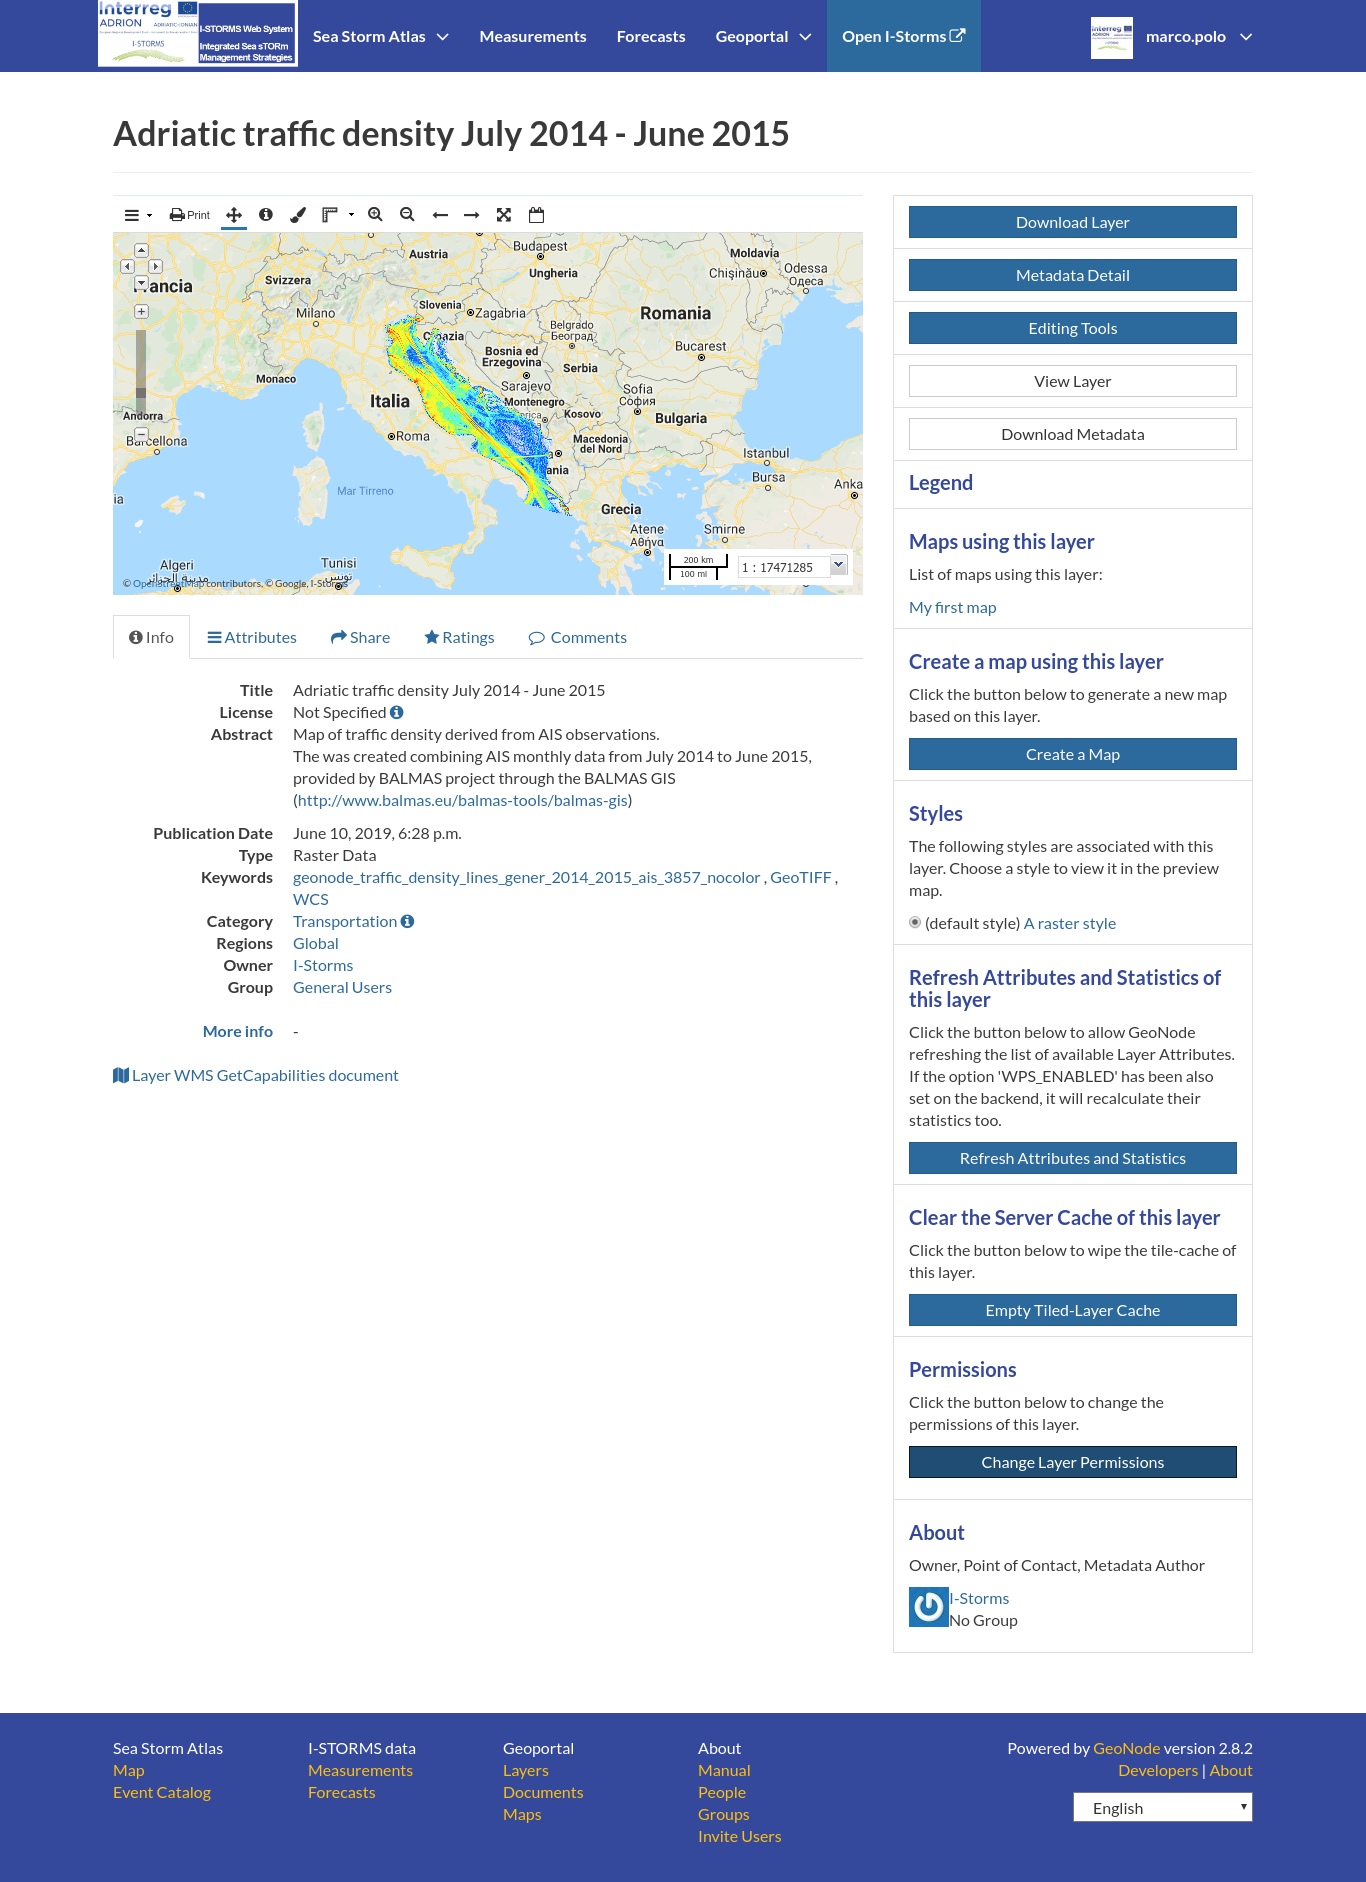 Interreg
ADRION ADRIATIC-IONIAN
I-STORMS
I-STORMS Web System
Integrated Sea sTORm
Management Strategies
Sea Storm Atlas Measurements Forecasts Geoportal Open I-Storms marco.polo
Adriatic traffic density July 2014 - June 2015
Print
Budapest
Austria
Ungheria
Moldavia
Chișinău
Odessa
Одеса
Francia
Svizzera
Milano
Slovenia
Zagabria
Romania
Croazia
Belgrado
Београд
Bosnia ed
Erzegovina
Serbia
Bucarest
Monaco
Sarajevo
Sofia
София
Italia
Montenegro
Kosovo
Bulgaria
Andorra
Barcellona
Roma
Macedonia
del Nord
Istanbul
Bursa
Anka
Mar Tirreno
Grecia
Atene
Αθήνα
Smirne
Algeri
مدينة الجزائر
Tunisi
تونس
© OpenStreetMap contributors, © Google, I-Storms
200 km
100 mi
1 : 17471285
Info Attributes Share Ratings Comments
Title Adriatic traffic density July 2014 - June 2015
License Not Specified
Abstract Map of traffic density derived from AIS observations.
The was created combining AIS monthly data from July 2014 to June 2015,
provided by BALMAS project through the BALMAS GIS
(http://www.balmas.eu/balmas-tools/balmas-gis)
Publication Date June 10, 2019, 6:28 p.m.
Type Raster Data
Keywords geonode_traffic_density_lines_gener_2014_2015_ais_3857_nocolor , GeoTIFF ,
WCS
Category Transportation
Regions Global
Owner I-Storms
Group General Users
More info -
Layer WMS GetCapabilities document
Download Layer
Metadata Detail
Editing Tools
View Layer
Download Metadata
Legend
Maps using this layer
List of maps using this layer:
My first map
Create a map using this layer
Click the button below to generate a new map
based on this layer.
Create a Map
Styles
The following styles are associated with this
layer. Choose a style to view it in the preview
map.
(default style) A raster style
Refresh Attributes and Statistics of
this layer
Click the button below to allow GeoNode
refreshing the list of available Layer Attributes.
If the option 'WPS_ENABLED' has been also
set on the backend, it will recalculate their
statistics too.
Refresh Attributes and Statistics
Clear the Server Cache of this layer
Click the button below to wipe the tile-cache of
this layer.
Empty Tiled-Layer Cache
Permissions
Click the button below to change the
permissions of this layer.
Change Layer Permissions
About
Owner, Point of Contact, Metadata Author
I-Storms
No Group
Sea Storm Atlas
Map
Event Catalog
I-STORMS data
Measurements
Forecasts
Geoportal
Layers
Documents
Maps
About
Manual
People
Groups
Invite Users
Powered by GeoNode version 2.8.2
Developers | About
English